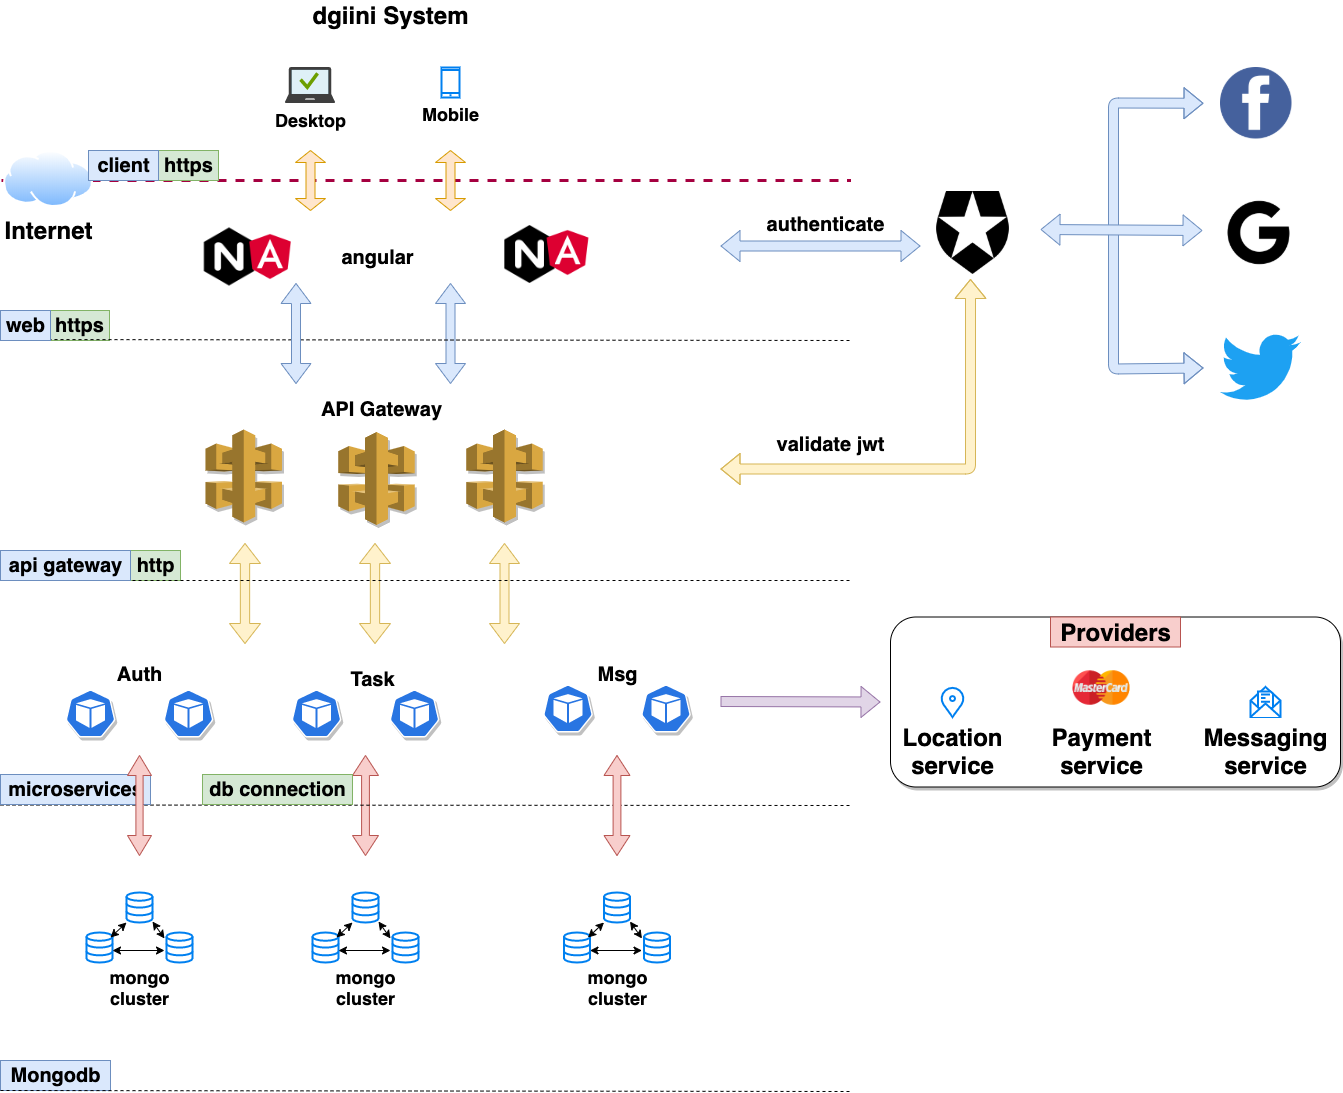 dgiini System
Desktop
Mobile
client https
Internet
N A
angular
N A
authenticate
f
G
web https
API Gateway
validate jwt
api gateway http
Auth
Task
Msg
Providers
MasterCard
Location
service
Payment
service
Messaging
service
microservices
db connection
mongo
cluster
mongo
cluster
mongo
cluster
Mongodb